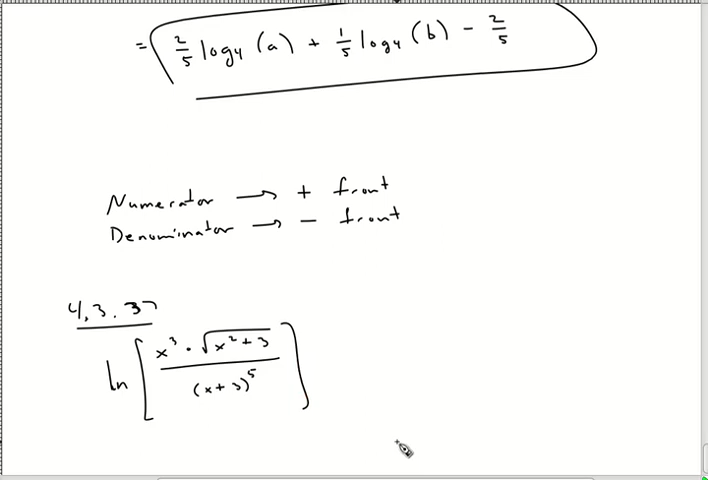 = 2/5 log₄ (a) + 1/5 log₄ (b) - 2/5
Numerator → + front
Denominator → - front
4.3.37
ln [ x³ · √(x² + 3) / (x + 3)⁵ ]